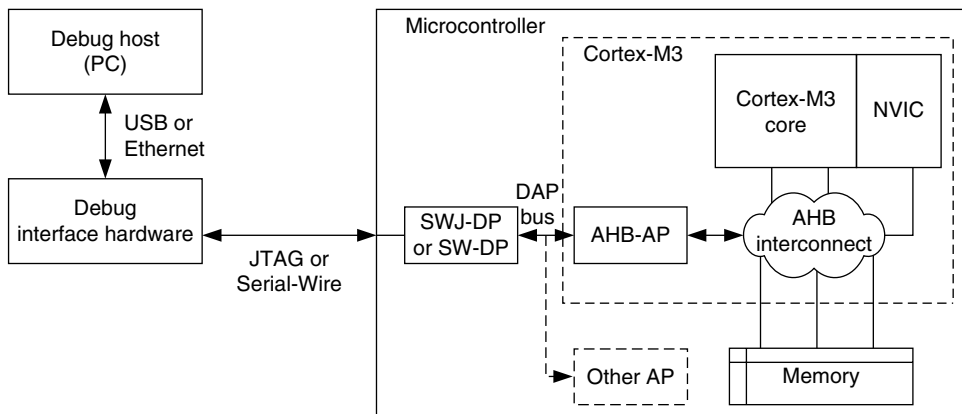 Debug host
(PC)
USB or
Ethernet
Debug
interface hardware
JTAG or
Serial-Wire
Microcontroller
SWJ-DP
or SW-DP
DAP
bus
Cortex-M3
AHB-AP
Cortex-M3
core
NVIC
AHB
interconnect
Other AP
Memory